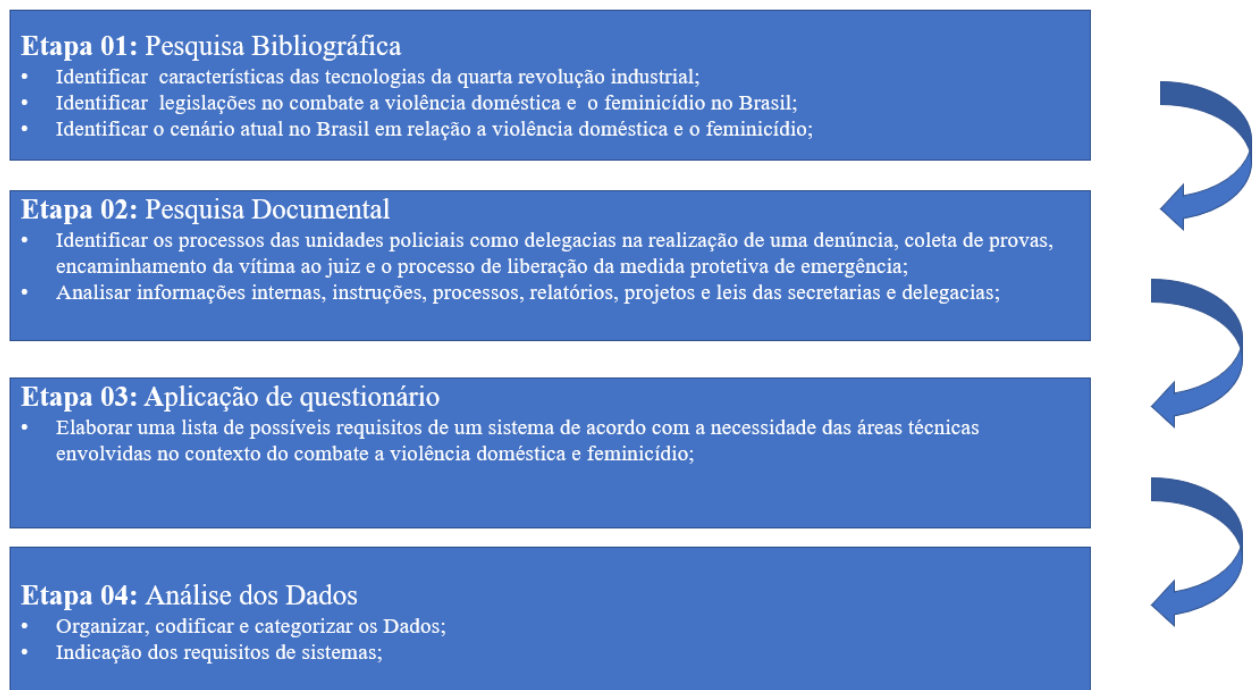 Etapa 01: Pesquisa Bibliográfica
• Identificar características das tecnologias da quarta revolução industrial;
• Identificar legislações no combate a violência doméstica e o feminicídio no Brasil;
• Identificar o cenário atual no Brasil em relação a violência doméstica e o feminicídio;
Etapa 02: Pesquisa Documental
• Identificar os processos das unidades policiais como delegacias na realização de uma denúncia, coleta de provas,
encaminhamento da vítima ao juiz e o processo de liberação da medida protetiva de emergência;
• Analisar informações internas, instruções, processos, relatórios, projetos e leis das secretarias e delegacias;
Etapa 03: Aplicação de questionário
• Elaborar uma lista de possíveis requisitos de um sistema de acordo com a necessidade das áreas técnicas
envolvidas no contexto do combate a violência doméstica e feminicídio;
Etapa 04: Análise dos Dados
• Organizar, codificar e categorizar os Dados;
• Indicação dos requisitos de sistemas;